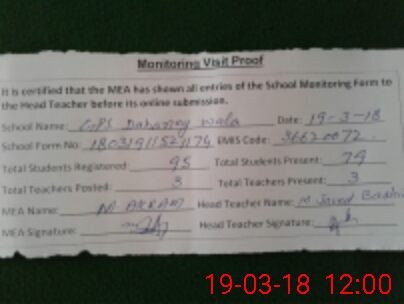 Monitoring Visit Proof
It is certified that the MEA has shown all entries of the School Monitoring Form to
the Head Teacher before its online submission.
School Name: GPS Wala Date: 19-3-18
School Form No: EMIS Code:
Total Students Registered: 95 Total Students Present: 79
Total Teachers Posted: 3 Total Teachers Present: 3
MEA Name: M AKRAM Head Teacher Name: M Javed
MEA Signature: Head Teacher Signature:
19-03-18 12:00